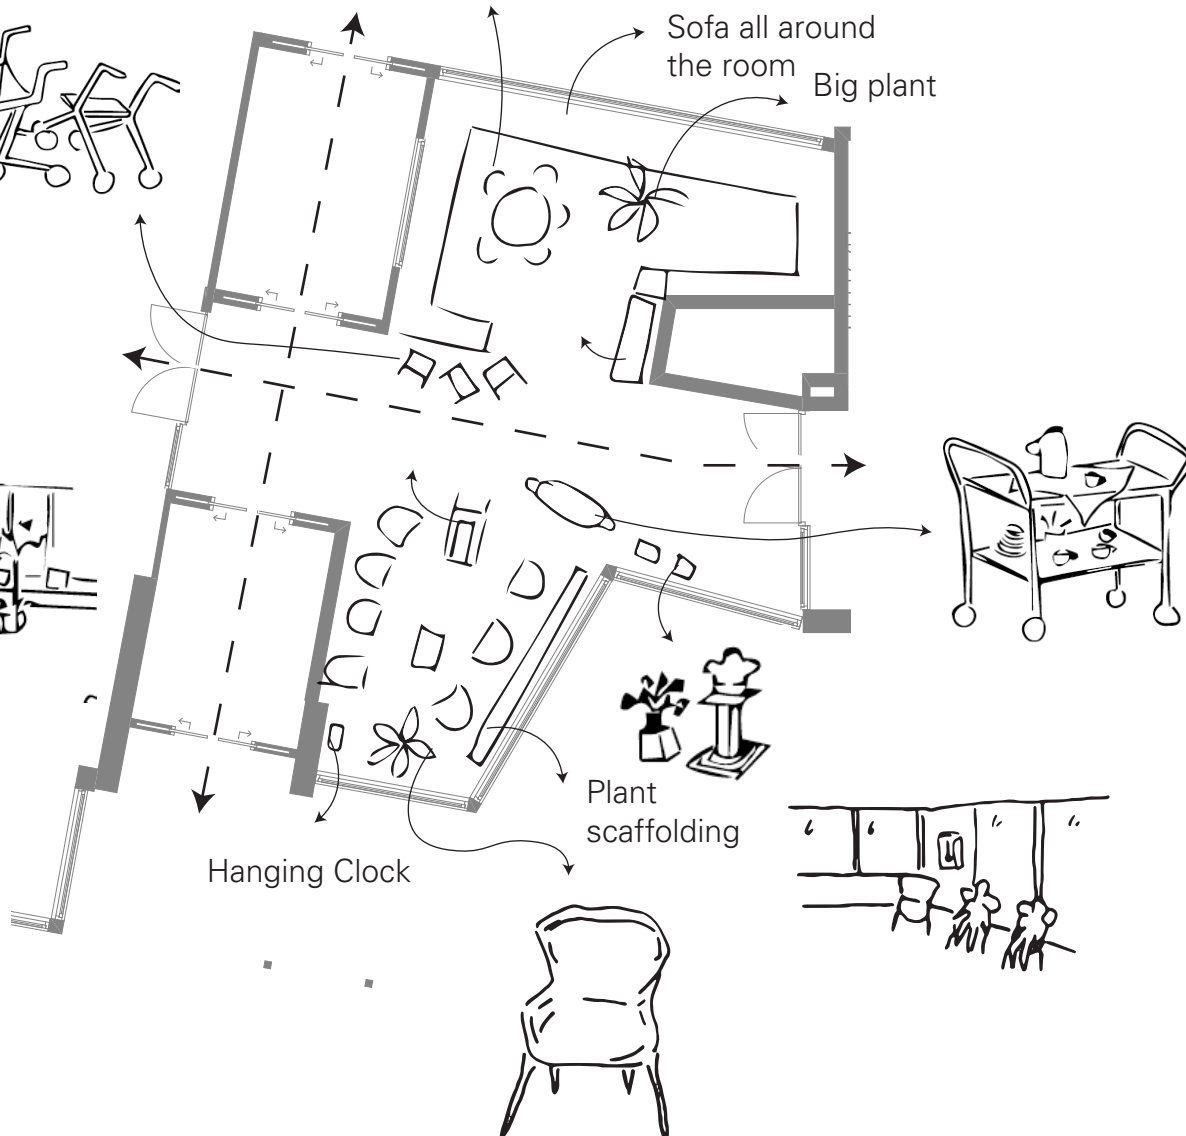 Sofa all around
the room
Big plant
Plant
scaffolding
Hanging Clock